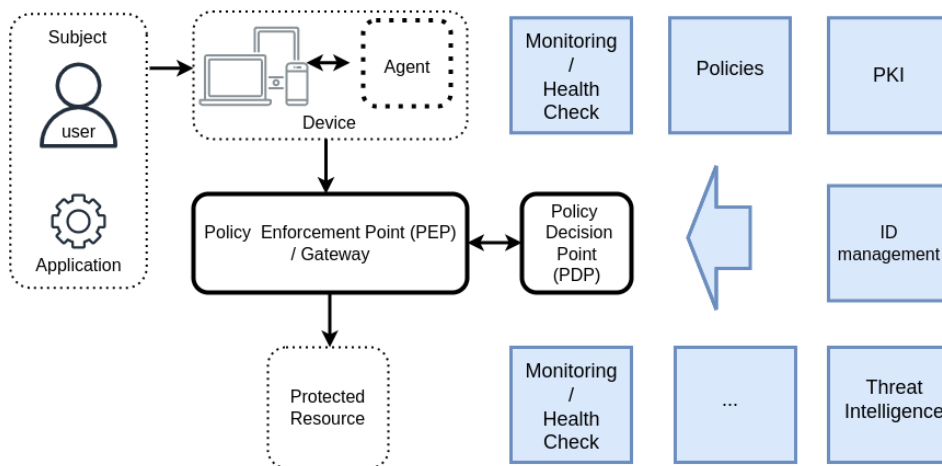 Subject
user
Application
Agent
Device
Monitoring
/
Health
Check
Policies
PKI
Policy Enforcement Point (PEP)
/ Gateway
Policy
Decision
Point
(PDP)
ID
management
Protected
Resource
Monitoring
/
Health
Check
...
Threat
Intelligence